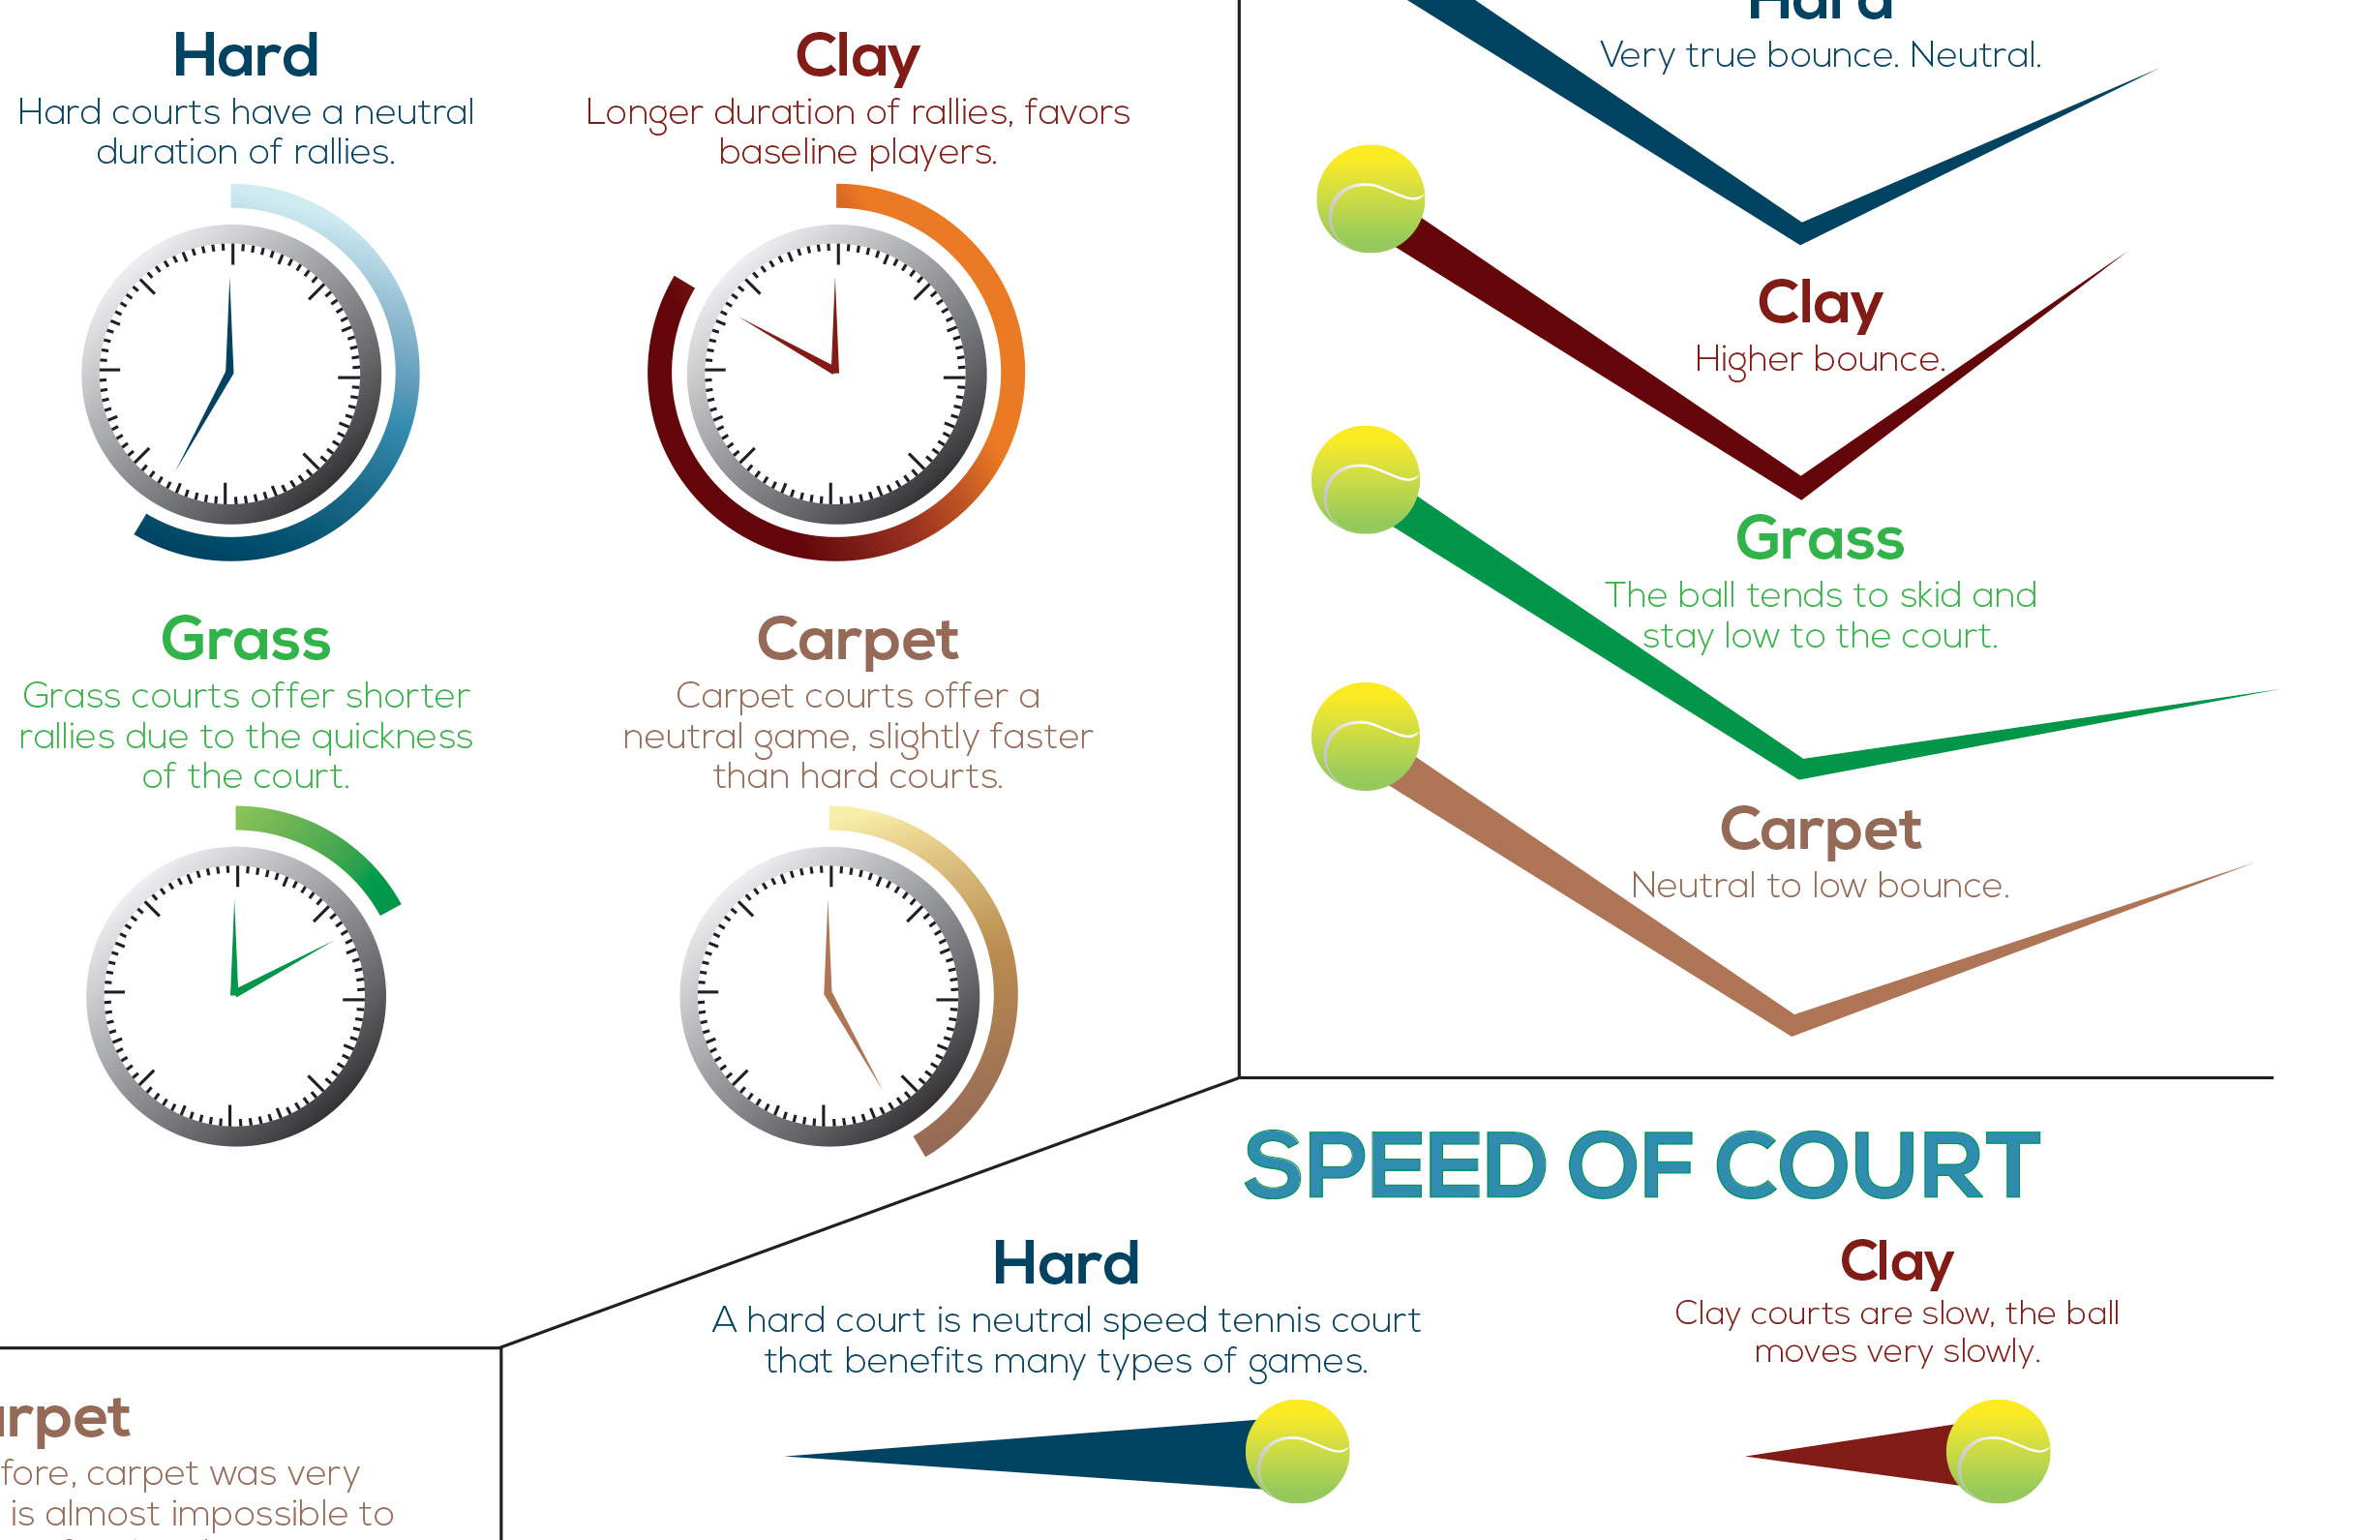 Hard
Hard courts have a neutral
duration of rallies.
Clay
Longer duration of rallies, favors
baseline players.
Grass
Grass courts offer shorter
rallies due to the quickness
of the court.
Carpet
Carpet courts offer a
neutral game, slightly faster
than hard courts.
Hard
Very true bounce. Neutral.
Clay
Higher bounce.
Grass
The ball tends to skid and
stay low to the court.
Carpet
Neutral to low bounce.
SPEED OF COURT
Hard
A hard court is neutral speed tennis court
that benefits many types of games.
Clay
Clay courts are slow, the ball
moves very slowly.
rpet
fore, carpet was very
is almost impossible to